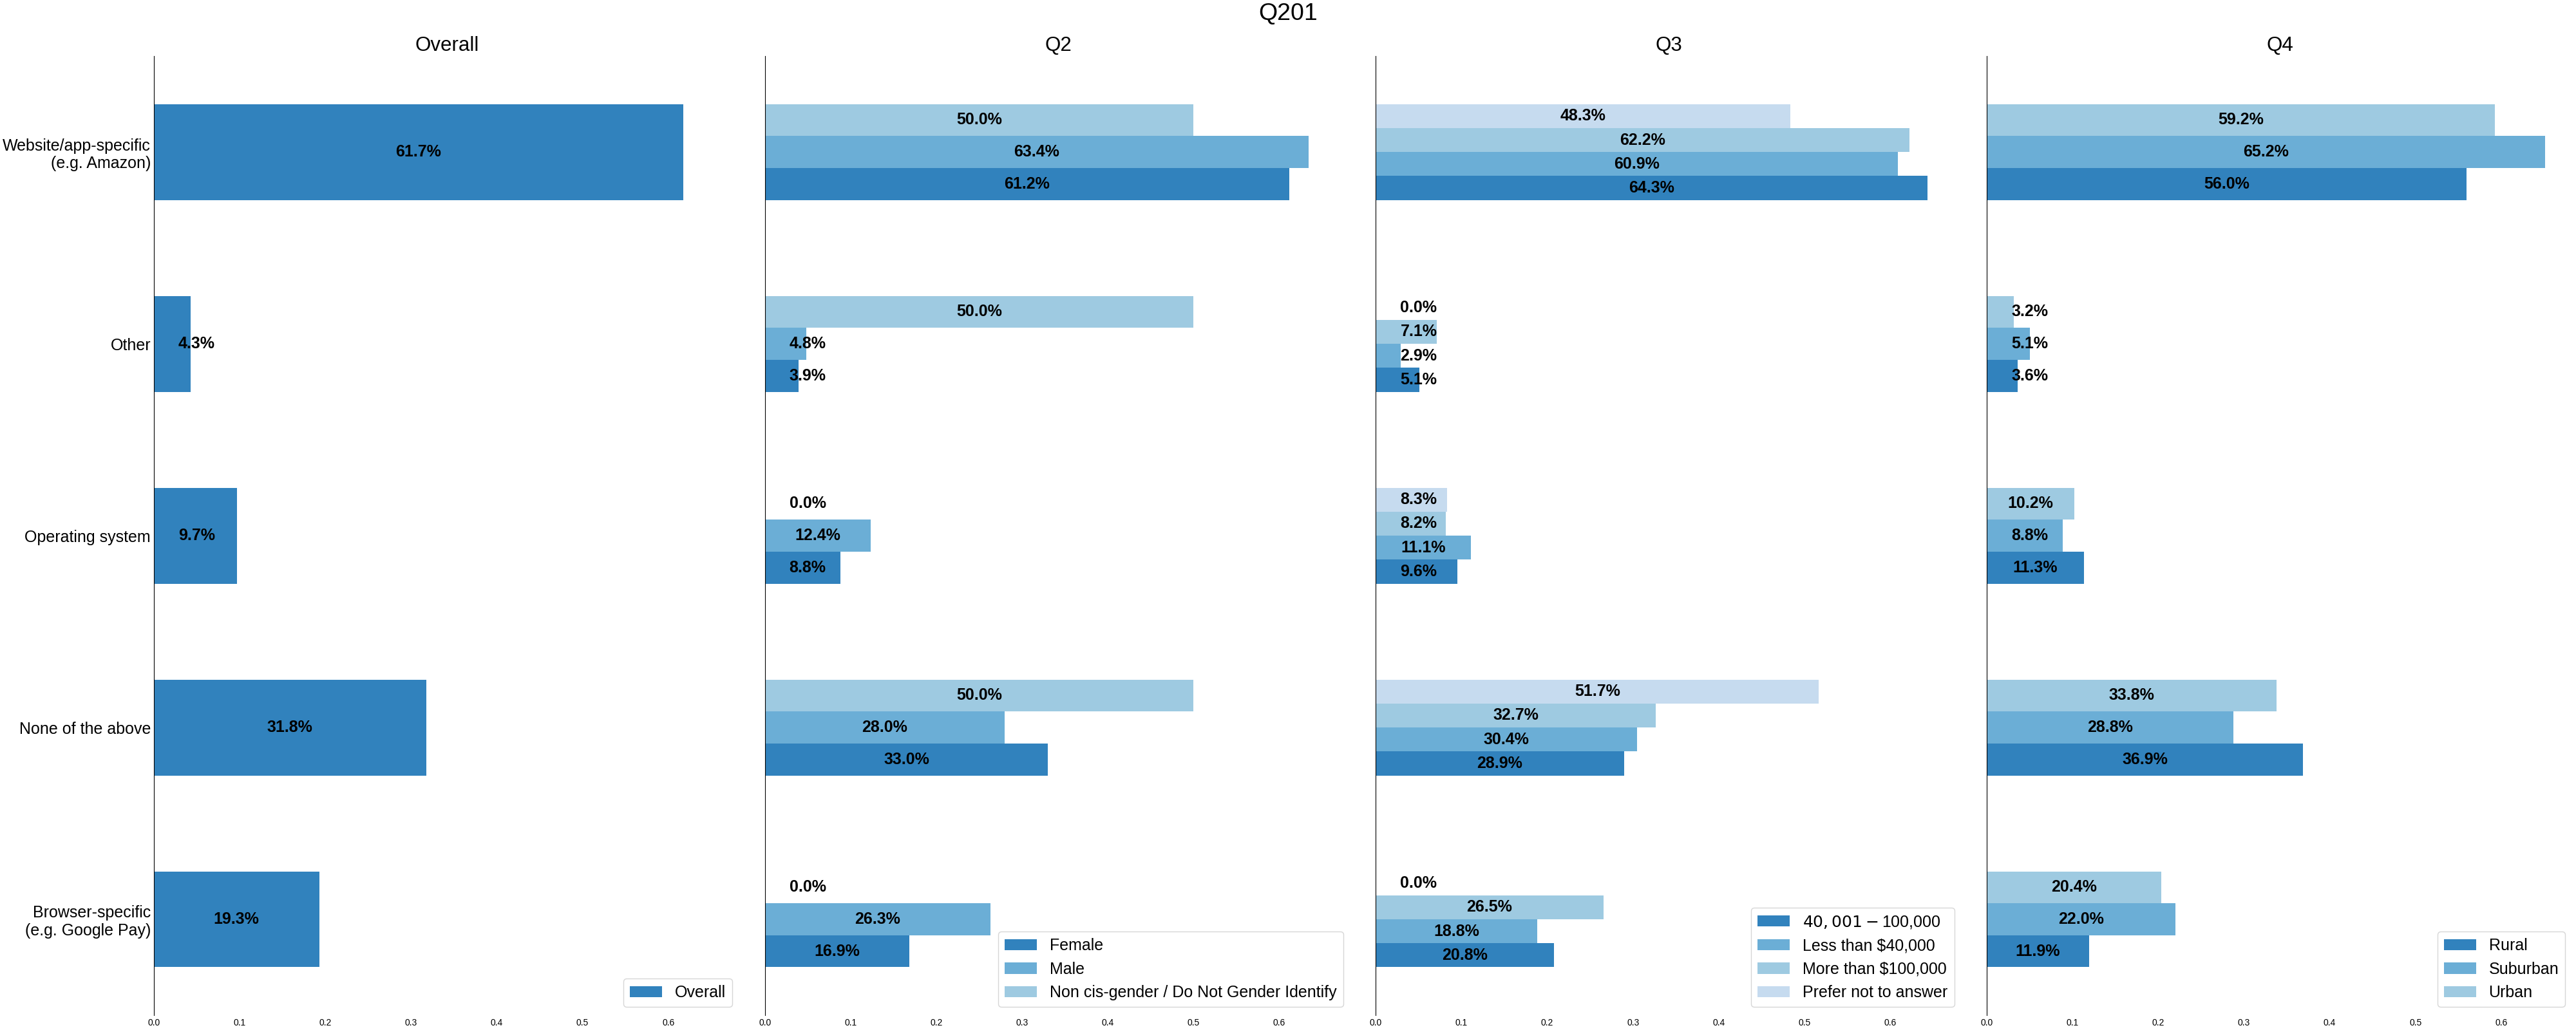 Q201
Overall
Q2
Q3
Q4
Website/app-specific
(e.g. Amazon)
61.7%
50.0%
63.4%
61.2%
48.3%
62.2%
60.9%
64.3%
59.2%
65.2%
56.0%
Other
4.3%
50.0%
4.8%
3.9%
0.0%
7.1%
2.9%
5.1%
3.2%
5.1%
3.6%
Operating system
9.7%
0.0%
12.4%
8.8%
8.3%
8.2%
11.1%
9.6%
10.2%
8.8%
11.3%
None of the above
31.8%
50.0%
28.0%
33.0%
51.7%
32.7%
30.4%
28.9%
33.8%
28.8%
36.9%
Browser-specific
(e.g. Google Pay)
19.3%
0.0%
26.3%
16.9%
0.0%
26.5%
18.8%
20.8%
20.4%
22.0%
11.9%
Overall
Female
Male
Non cis-gender / Do Not Gender Identify
40,001-100,000
Less than $40,000
More than $100,000
Prefer not to answer
Rural
Suburban
Urban
0.0 0.1 0.2 0.3 0.4 0.5 0.6
0.0 0.1 0.2 0.3 0.4 0.5 0.6
0.0 0.1 0.2 0.3 0.4 0.5 0.6
0.0 0.1 0.2 0.3 0.4 0.5 0.6